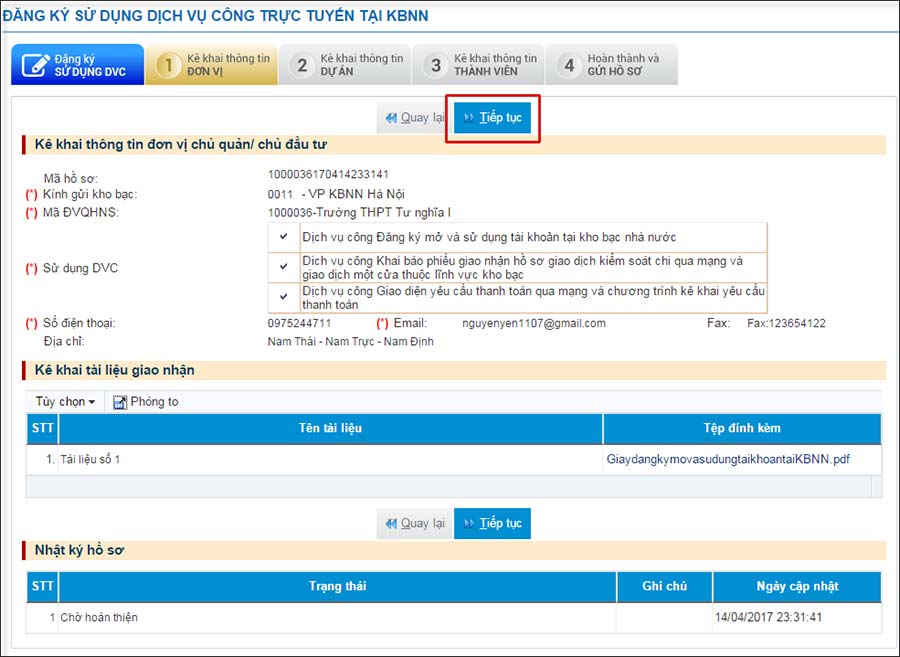 ĐĂNG KÝ SỬ DỤNG DỊCH VỤ CÔNG TRỰC TUYẾN TẠI KBNN
Đăng ký
SỬ DỤNG DVC
1 Kê khai thông tin
ĐƠN VỊ
2 Kê khai thông tin
DỰ ÁN
3 Kê khai thông tin
THÀNH VIÊN
4 Hoàn thành và
GỬI HỒ SƠ
Quay lại Tiếp tục
Kê khai thông tin đơn vị chủ quản/ chủ đầu tư
Mã hồ sơ: 1000036170414233141
(*) Kính gửi kho bạc: 0011 - VP KBNN Hà Nội
(*) Mã ĐVQHNS: 1000036-Trường THPT Tư nghĩa I
(*) Sử dụng DVC
Dịch vụ công Đăng ký mở và sử dụng tài khoản tại kho bạc nhà nước
Dịch vụ công Khai báo phiếu giao nhận hồ sơ giao dịch kiểm soát chi qua mạng và
giao dịch một cửa thuộc lĩnh vực kho bạc
Dịch vụ công Giao diện yêu cầu thanh toán qua mạng và chương trình kê khai yêu cầu
thanh toán
(*) Số điện thoại: 0975244711 (*) Email: nguyenyen1107@gmail.com Fax: Fax:123654122
Địa chỉ: Nam Thái - Nam Trực - Nam Định
Kê khai tài liệu giao nhận
Tùy chọn Phóng to
STT Tên tài liệu Tệp đính kèm
1. Tài liệu số 1 GiaydangkymovasudungtaikhoantaiKBNN.pdf
Quay lại Tiếp tục
Nhật ký hồ sơ
STT Trạng thái Ghi chú Ngày cập nhật
1 Chờ hoàn thiện 14/04/2017 23:31:41